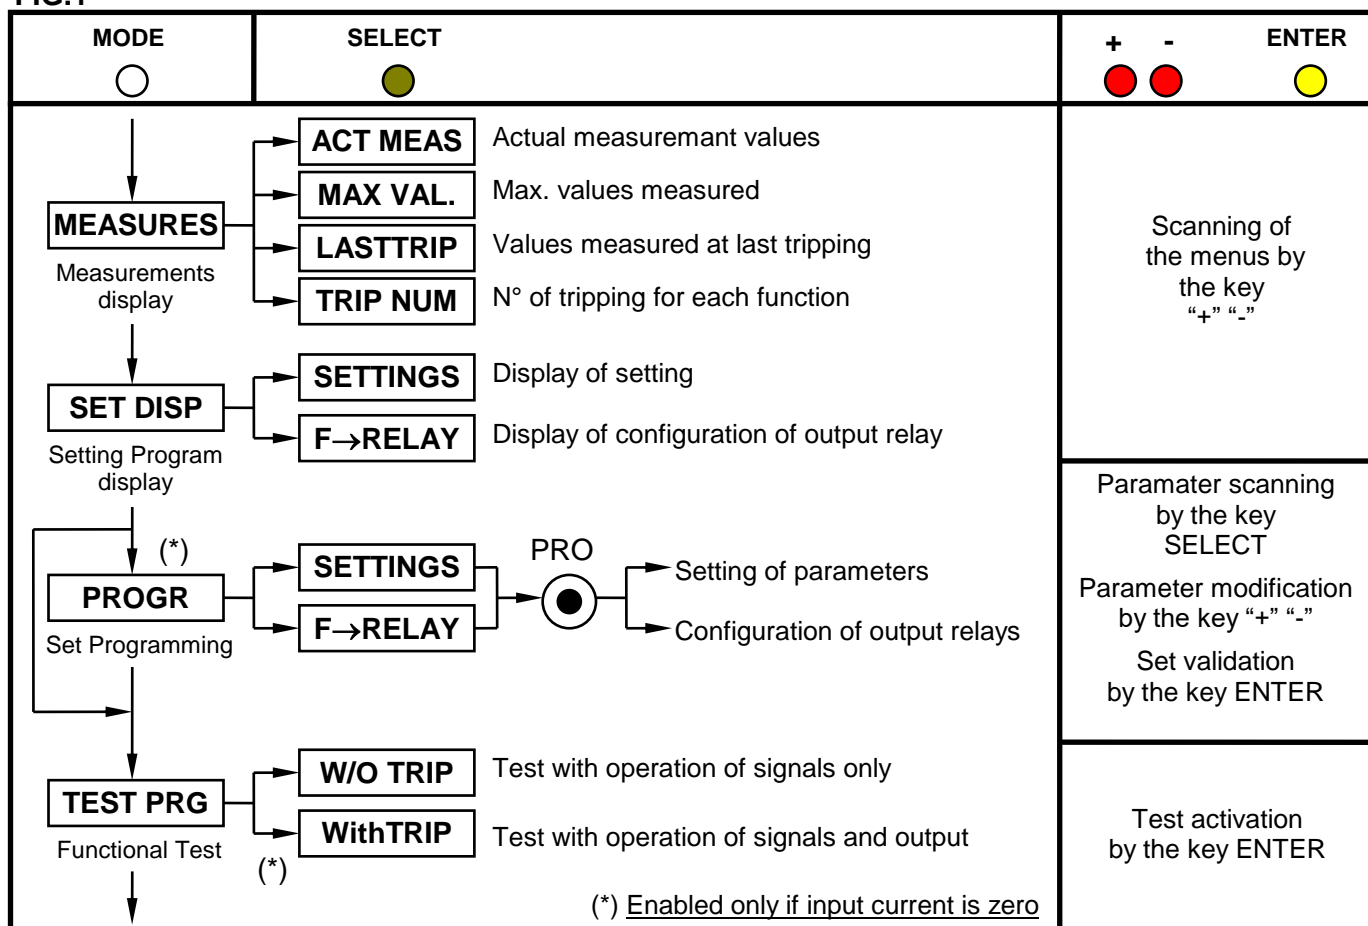 FIG.1
MODE
SELECT
+ - ENTER
ACT MEAS Actual measuremant values
MAX VAL. Max. values measured
MEASURES
LASTTRIP Values measured at last tripping
Measurements
display
TRIP NUM N° of tripping for each function
Scanning of
the menus by
the key
“+” “-”
SET DISP
SETTINGS Display of setting
F→RELAY Display of configuration of output relay
Setting Program
display
(*)
PROGR
Set Programming
SETTINGS
F→RELAY
PRO
Setting of parameters
Configuration of output relays
Paramater scanning
by the key
SELECT
Parameter modification
by the key “+” “-”
Set validation
by the key ENTER
TEST PRG
Functional Test
W/O TRIP Test with operation of signals only
WithTRIP Test with operation of signals and output
(*)
(*) Enabled only if input current is zero
Test activation
by the key ENTER